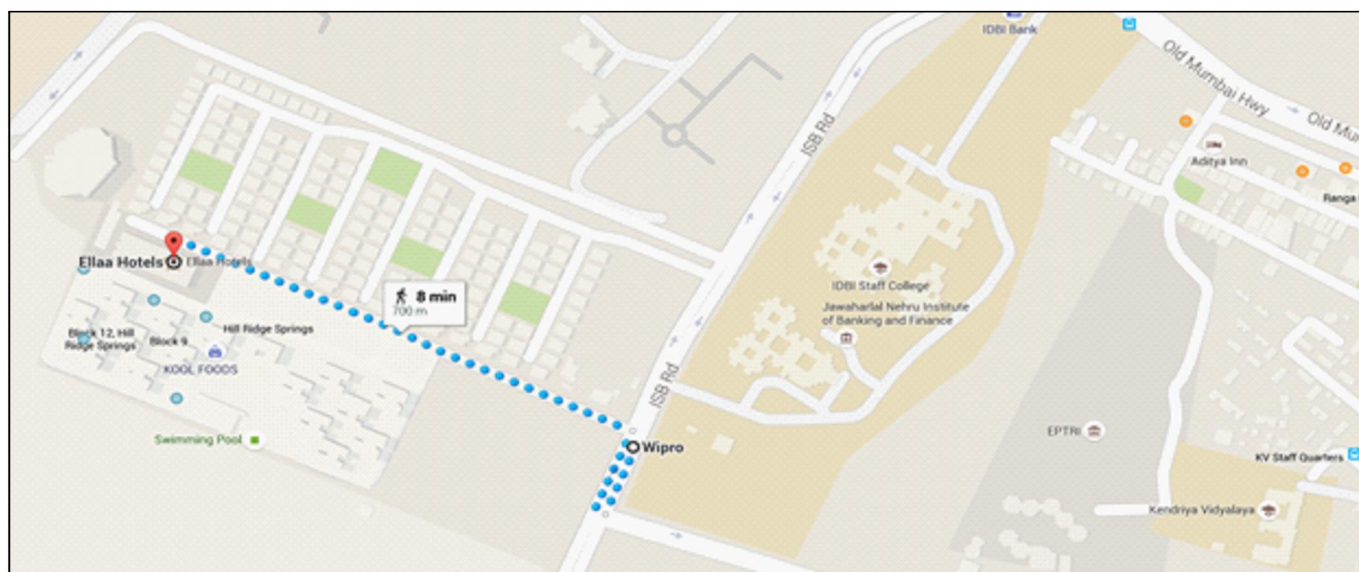 IDBI Bank
Old Mumbai Hwy
Old Mu
ISB Rd
Aditya Inn
Ranga
Ellaa Hotels
Ellaa Hotels
IDBI Staff College
8 min
700 m
Jawaharlal Nehru Institute
of Banking and Finance
Hill Ridge Springs
Block 12, Hill
Ridge Springs
Block 9
KOOL FOODS
ISB Rd
Swimming Pool
Wipro
EPTRI
KV Staff Quarters
Kendriya Vidyalaya